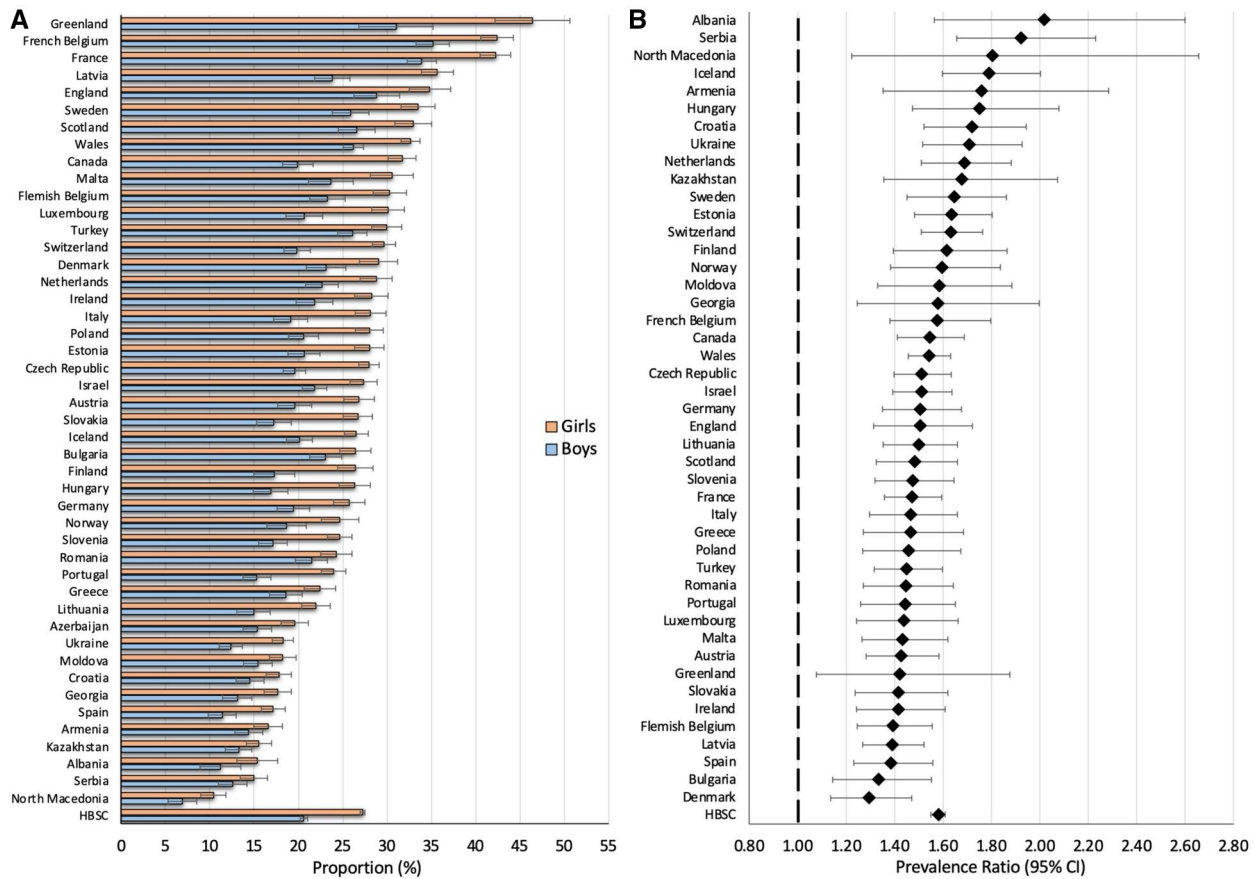 A
Greenland
French Belgium
France
Latvia
England
Sweden
Scotland
Wales
Canada
Malta
Flemish Belgium
Luxembourg
Turkey
Switzerland
Denmark
Netherlands
Ireland
Italy
Poland
Estonia
Czech Republic
Israel
Austria
Slovakia
Iceland
Bulgaria
Finland
Hungary
Germany
Norway
Slovenia
Romania
Portugal
Greece
Lithuania
Azerbaijan
Ukraine
Moldova
Croatia
Georgia
Spain
Armenia
Kazakhstan
Albania
Serbia
North Macedonia
HBSC
0 5 10 15 20 25 30 35 40 45 50 55
Proportion (%)
Girls
Boys
B
Albania
Serbia
North Macedonia
Iceland
Armenia
Hungary
Croatia
Ukraine
Netherlands
Kazakhstan
Sweden
Estonia
Switzerland
Finland
Norway
Moldova
Georgia
French Belgium
Canada
Wales
Czech Republic
Israel
Germany
England
Lithuania
Scotland
Slovenia
France
Italy
Greece
Poland
Turkey
Romania
Portugal
Luxembourg
Malta
Austria
Greenland
Slovakia
Ireland
Flemish Belgium
Latvia
Spain
Bulgaria
Denmark
HBSC
0.80 1.00 1.20 1.40 1.60 1.80 2.00 2.20 2.40 2.60 2.80
Prevalence Ratio (95% CI)